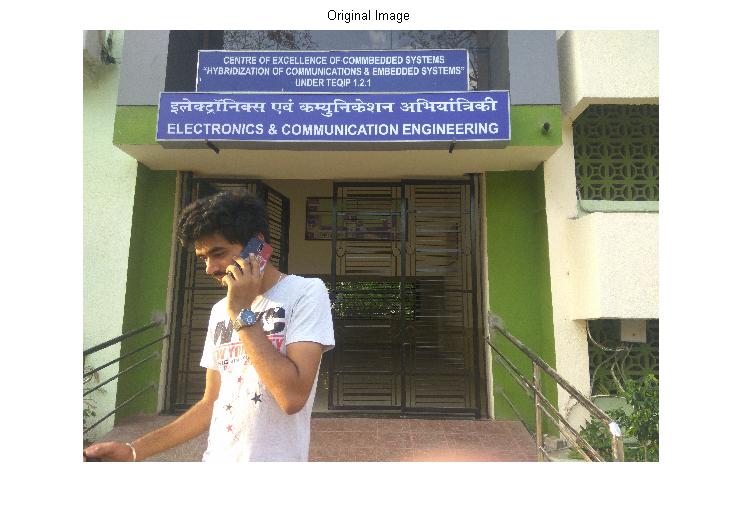 Original Image
CENTRE OF EXCELLENCE OF COMMBEDDED SYSTEMS
"HYBRIDIZATION OF COMMUNICATIONS & EMBEDDED SYSTEMS"
UNDER TEQIP 1.2.1
इलेक्ट्रॉनिक्स एवं कम्युनिकेशन अभियांत्रिकी
ELECTRONICS & COMMUNICATION ENGINEERING
NYC